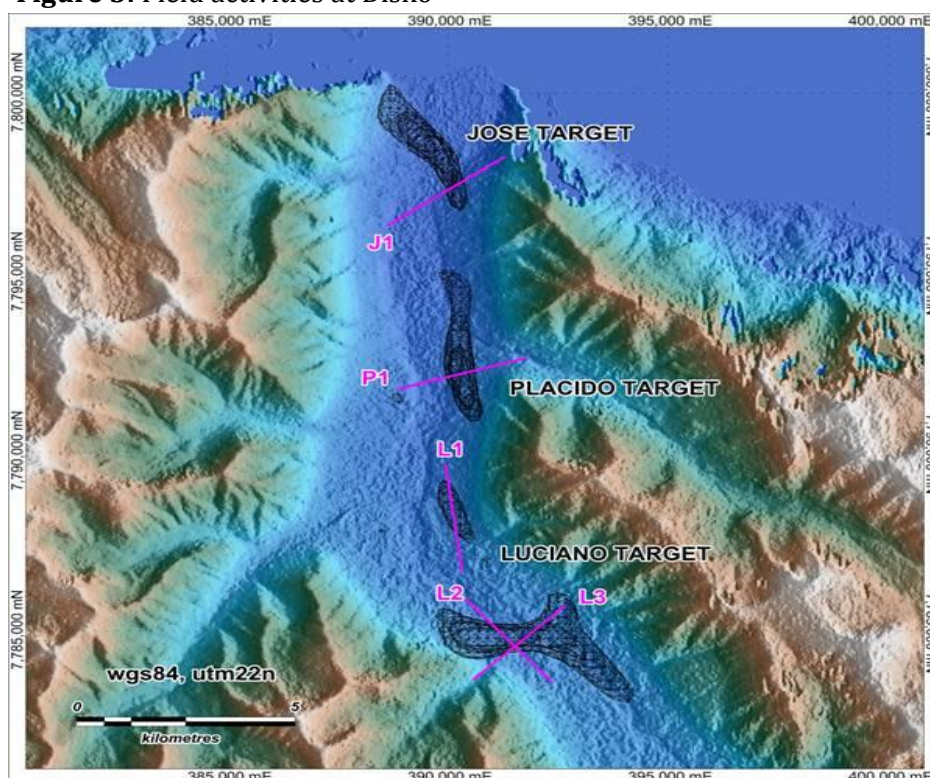 Figure 3: Field activities at Disko
385,000 mE 390,000 mE 395,000 mE 400,000 mE
7,800,000 mN
7,795,000 mN
7,790,000 mN
7,785,000 mN
JOSE TARGET
J1
P1
PLACIDO TARGET
L1
LUCIANO TARGET
L2
L3
wgs84, utm22n
0 5
kilometres
385,000 mE 390,000 mE 395,000 mE 400,000 mE